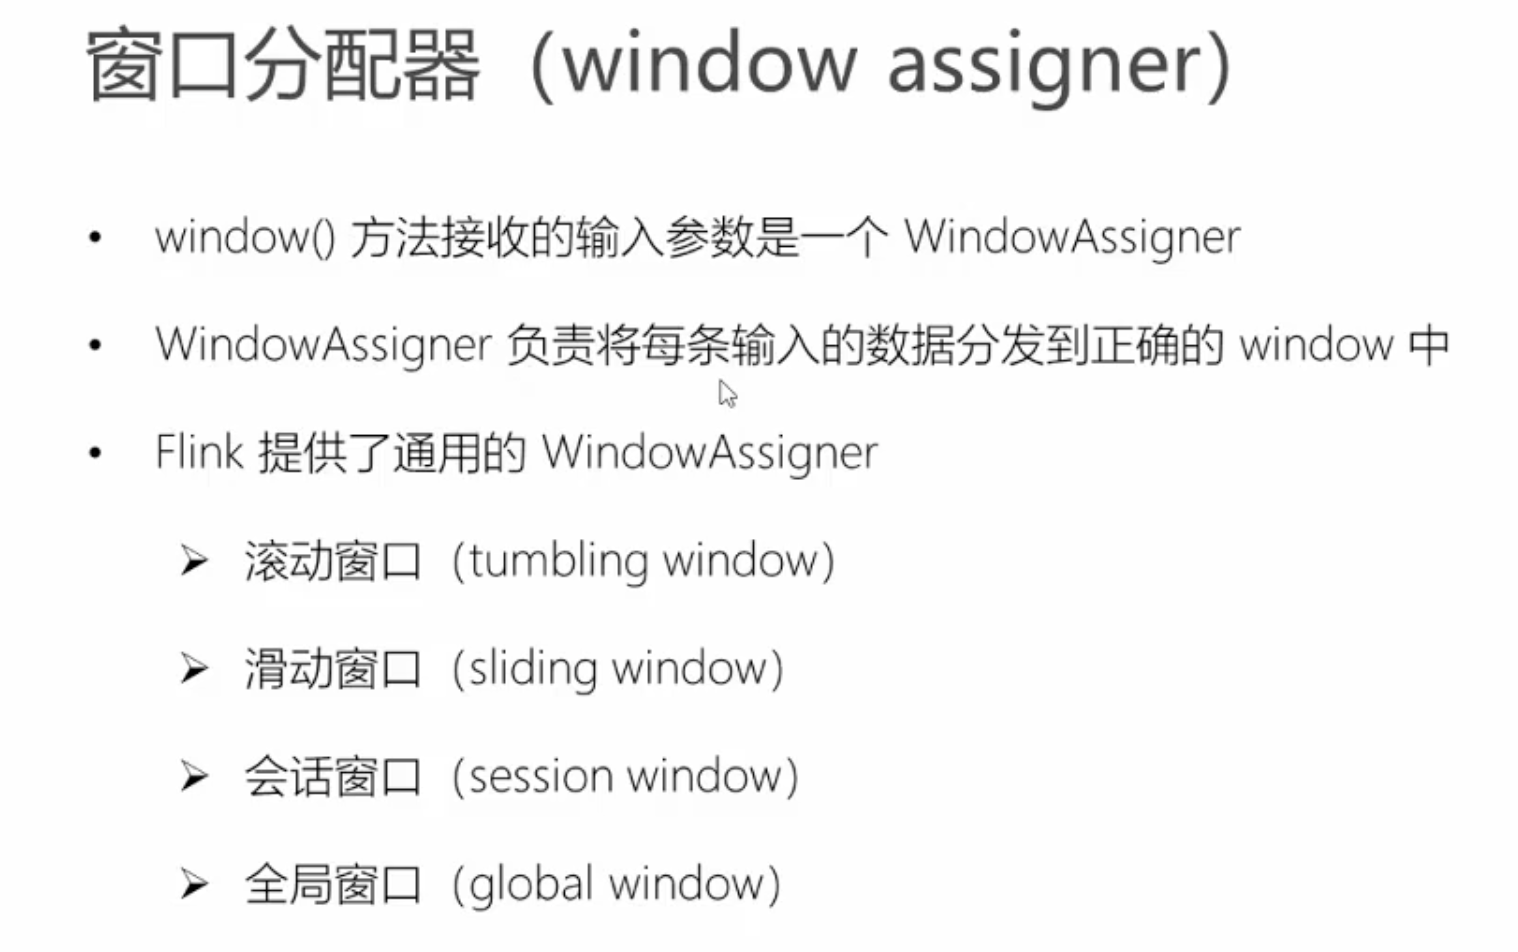 窗口分配器（window assigner）
• window() 方法接收的输入参数是一个 WindowAssigner
• WindowAssigner 负责将每条输入的数据分发到正确的 window 中
• Flink 提供了通用的 WindowAssigner
➢ 滚动窗口（tumbling window）
➢ 滑动窗口（sliding window）
➢ 会话窗口（session window）
➢ 全局窗口（global window）